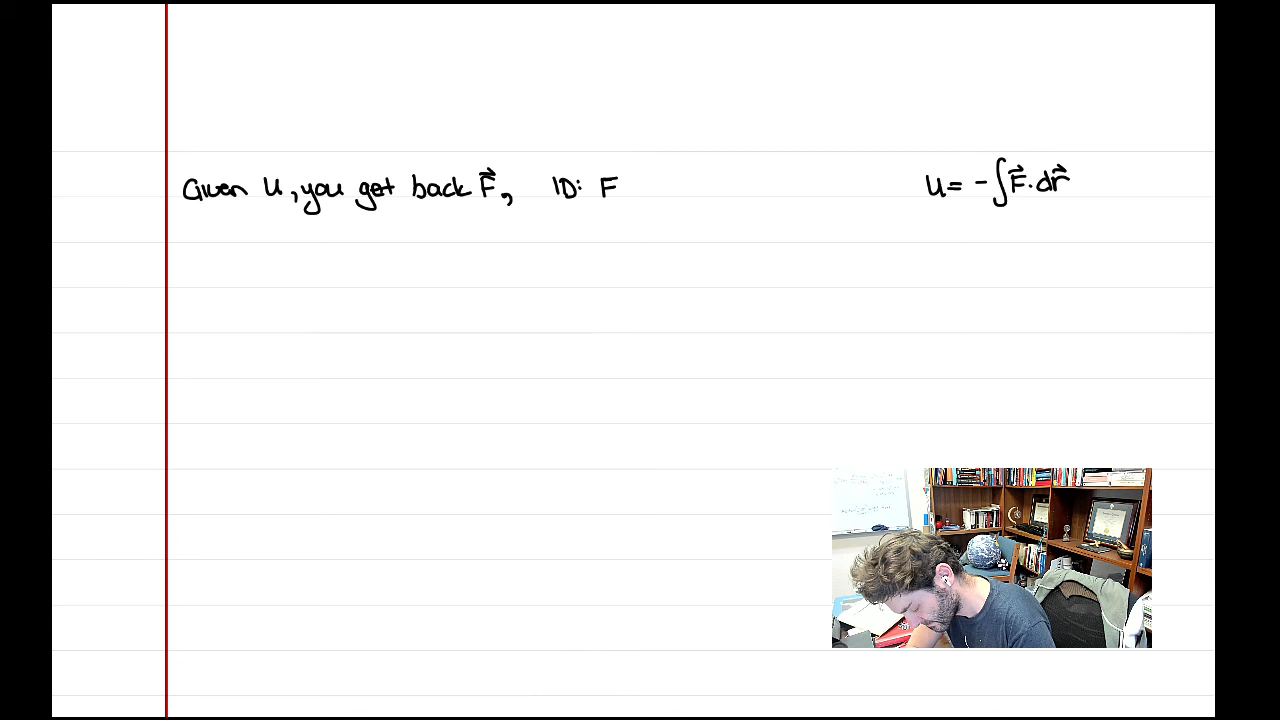 Given U, you get back F⃗, 1D: F
U = -∫F⃗·dr⃗